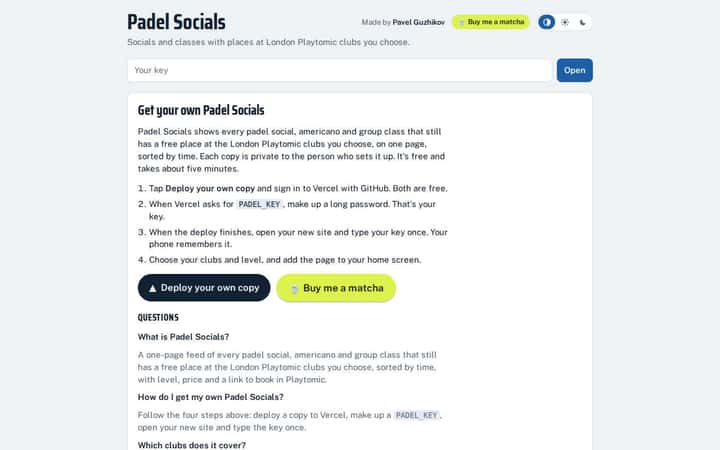 Padel Socials
Made by Pavel Guzhikov
🍵 Buy me a matcha
Socials and classes with places at London Playtomic clubs you choose.
Your key
Open
Get your own Padel Socials
Padel Socials shows every padel social, americano and group class that still
has a free place at the London Playtomic clubs you choose, on one page,
sorted by time. Each copy is private to the person who sets it up. It's free and
takes about five minutes.
1. Tap Deploy your own copy and sign in to Vercel with GitHub. Both are free.
2. When Vercel asks for PADEL_KEY, make up a long password. That's your
key.
3. When the deploy finishes, open your new site and type your key once. Your
phone remembers it.
4. Choose your clubs and level, and add the page to your home screen.
▲ Deploy your own copy
🍵 Buy me a matcha
QUESTIONS
What is Padel Socials?
A one-page feed of every padel social, americano and group class that still
has a free place at the London Playtomic clubs you choose, sorted by time,
with level, price and a link to book in Playtomic.
How do I get my own Padel Socials?
Follow the four steps above: deploy a copy to Vercel, make up a PADEL_KEY,
open your new site and type the key once.
Which clubs does it cover?